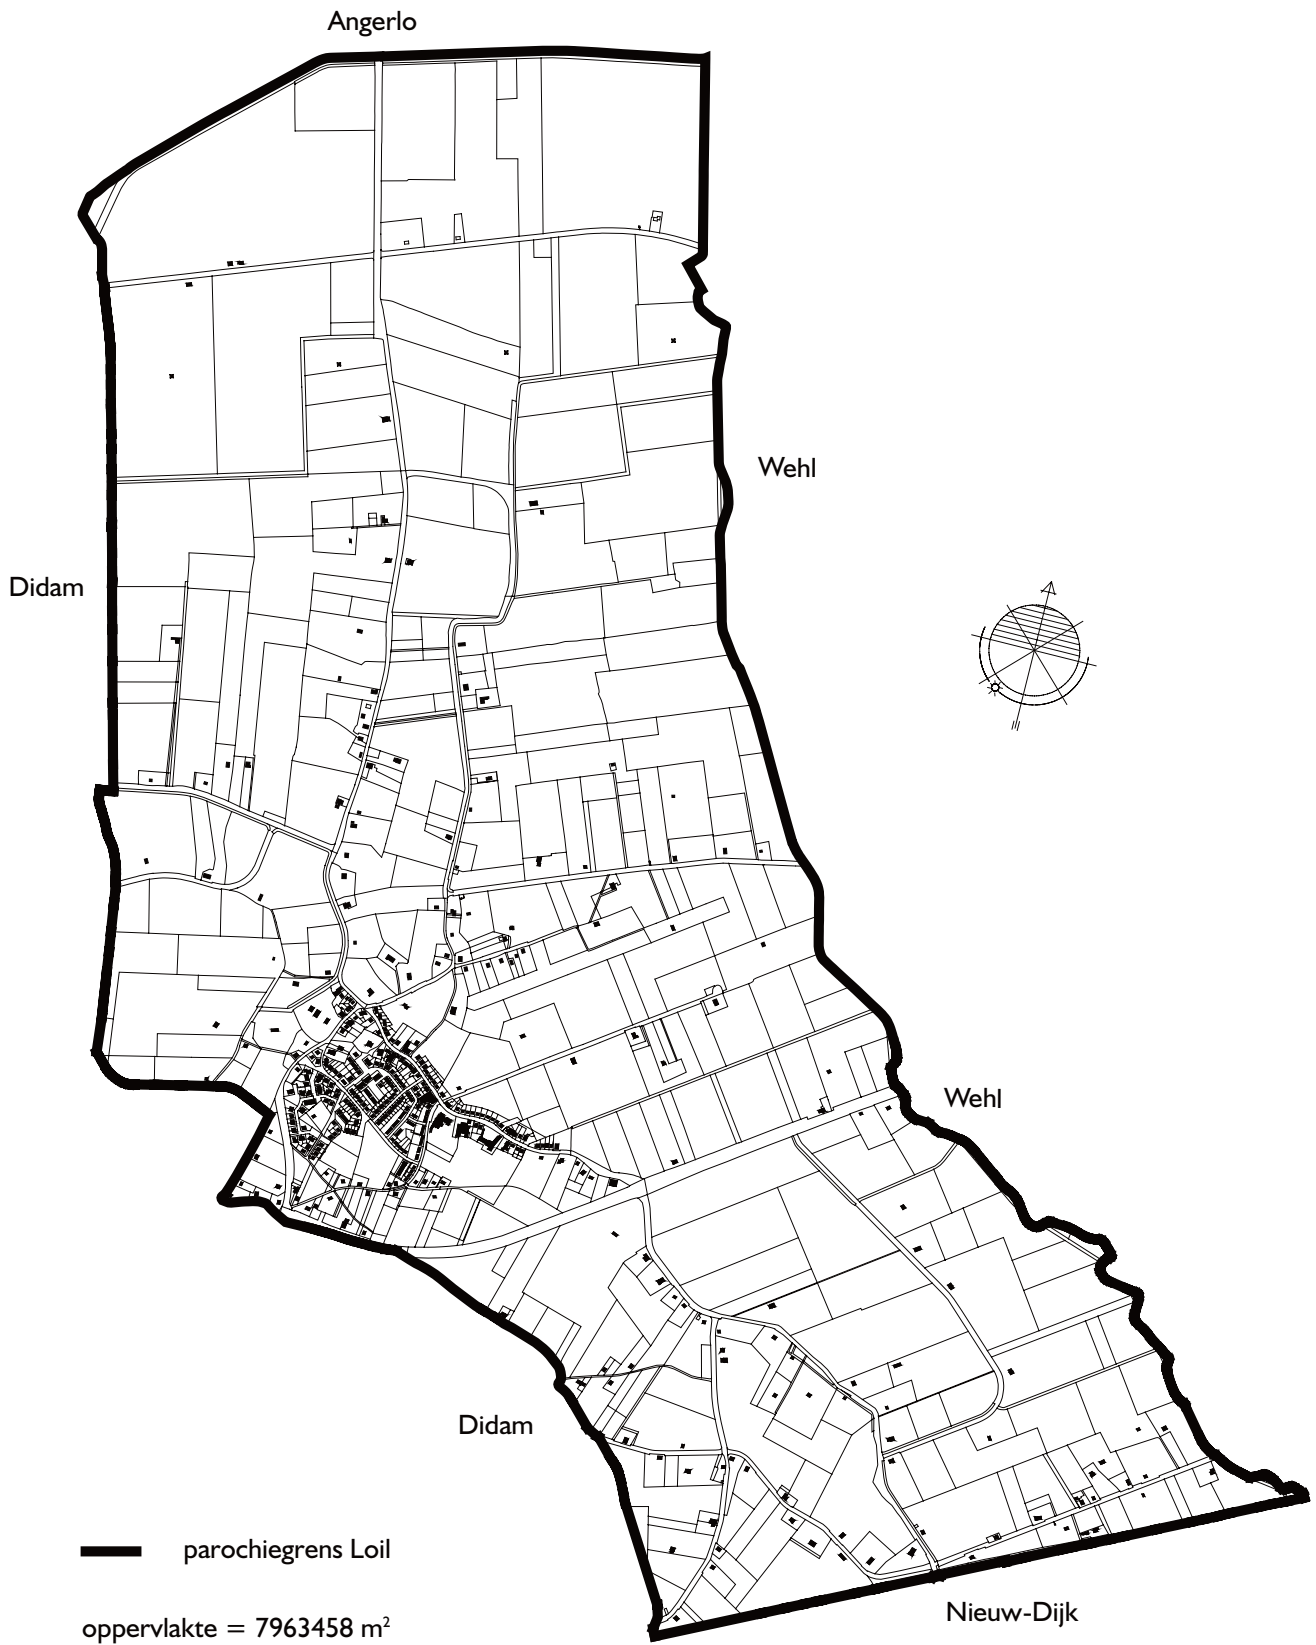 Angerlo
Wehl
Didam
Wehl
Didam
parochiegrens Loil
Nieuw-Dijk
oppervlakte = 7963458 m²